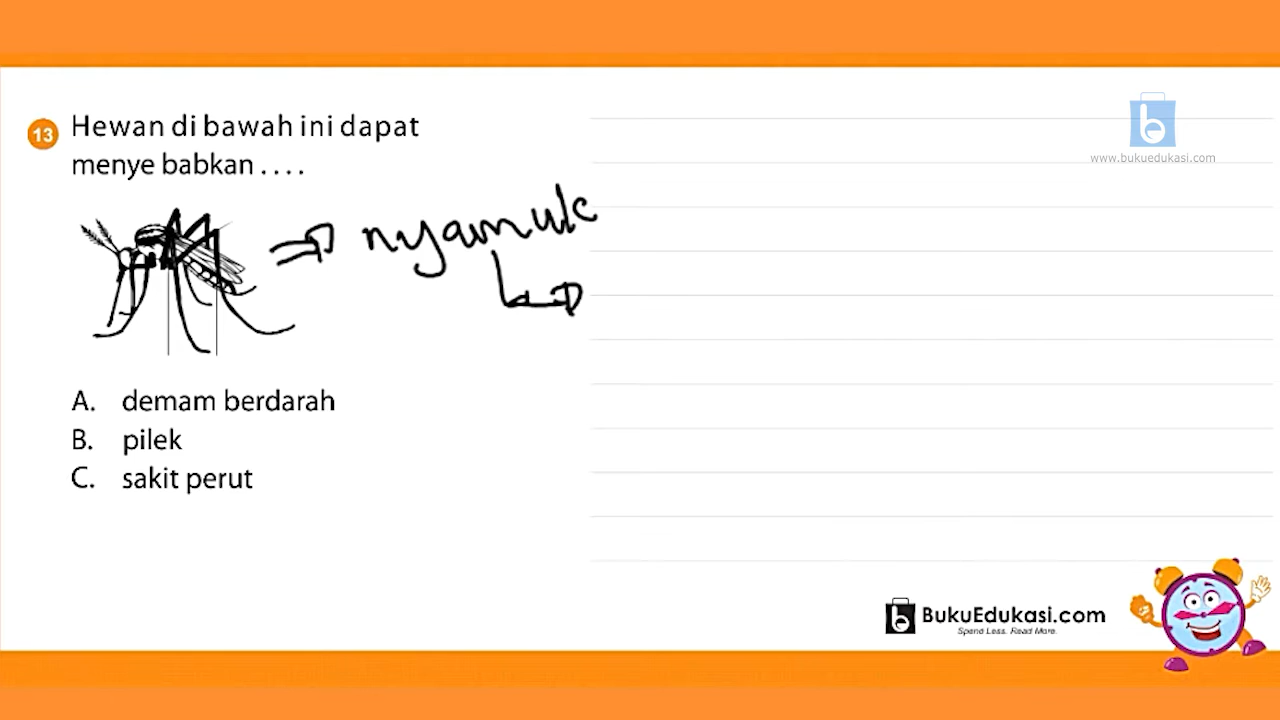 13 Hewan di bawah ini dapat
menye babkan . . . .
nyamuk
A. demam berdarah
B. pilek
C. sakit perut
b
www.bukuedukasi.com
b BukuEdukasi.com
Spend Less. Read More.